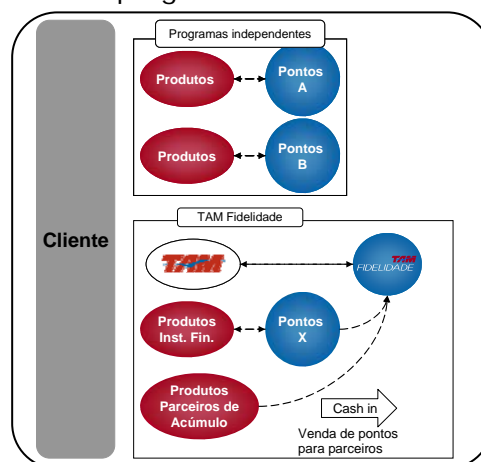 Programas independentes
Produtos
Pontos
A
Produtos
Pontos
B
Cliente
TAM Fidelidade
TAM
TAM
FIDELIDADE
Produtos
Inst. Fin.
Pontos
X
Produtos
Parceiros de
Acúmulo
Cash in
Venda de pontos
para parceiros